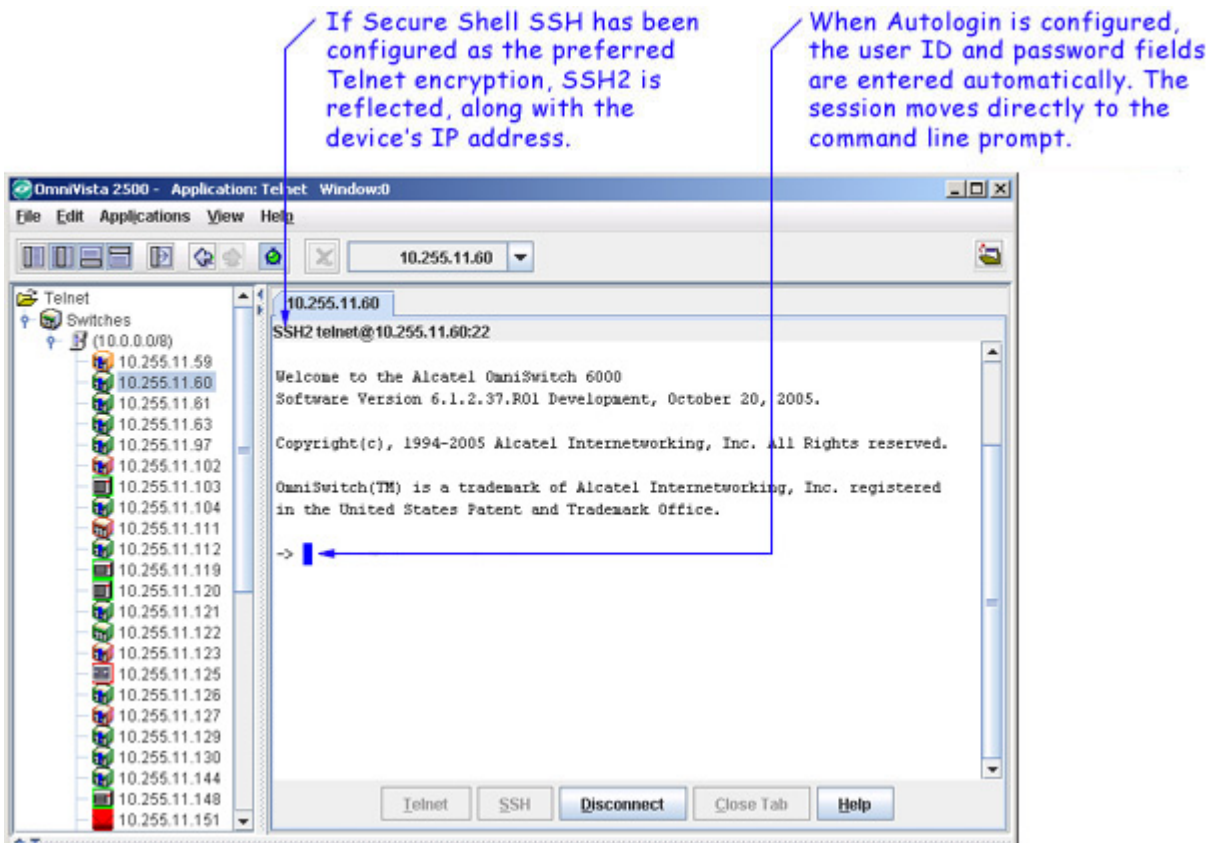 If Secure Shell SSH has been
configured as the preferred
Telnet encryption, SSH2 is
reflected, along with the
device's IP address.
When Autologin is configured,
the user ID and password fields
are entered automatically. The
session moves directly to the
command line prompt.
OmniVista 2500 - Application: Telnet Window:0
File Edit Applications View Help
10.255.11.60
Telnet
Switches
(10.0.0.0/8)
10.255.11.59
10.255.11.60
10.255.11.61
10.255.11.63
10.255.11.97
10.255.11.102
10.255.11.103
10.255.11.104
10.255.11.111
10.255.11.112
10.255.11.119
10.255.11.120
10.255.11.121
10.255.11.122
10.255.11.123
10.255.11.125
10.255.11.126
10.255.11.127
10.255.11.129
10.255.11.130
10.255.11.144
10.255.11.148
10.255.11.151
10.255.11.60
SSH2 telnet@10.255.11.60:22
Welcome to the Alcatel OmniSwitch 6000
Software Version 6.1.2.37.R01 Development, October 20, 2005.
Copyright(c), 1994-2005 Alcatel Internetworking, Inc. All Rights reserved.
OmniSwitch(TM) is a trademark of Alcatel Internetworking, Inc. registered
in the United States Patent and Trademark Office.
->
Telnet SSH Disconnect Close Tab Help